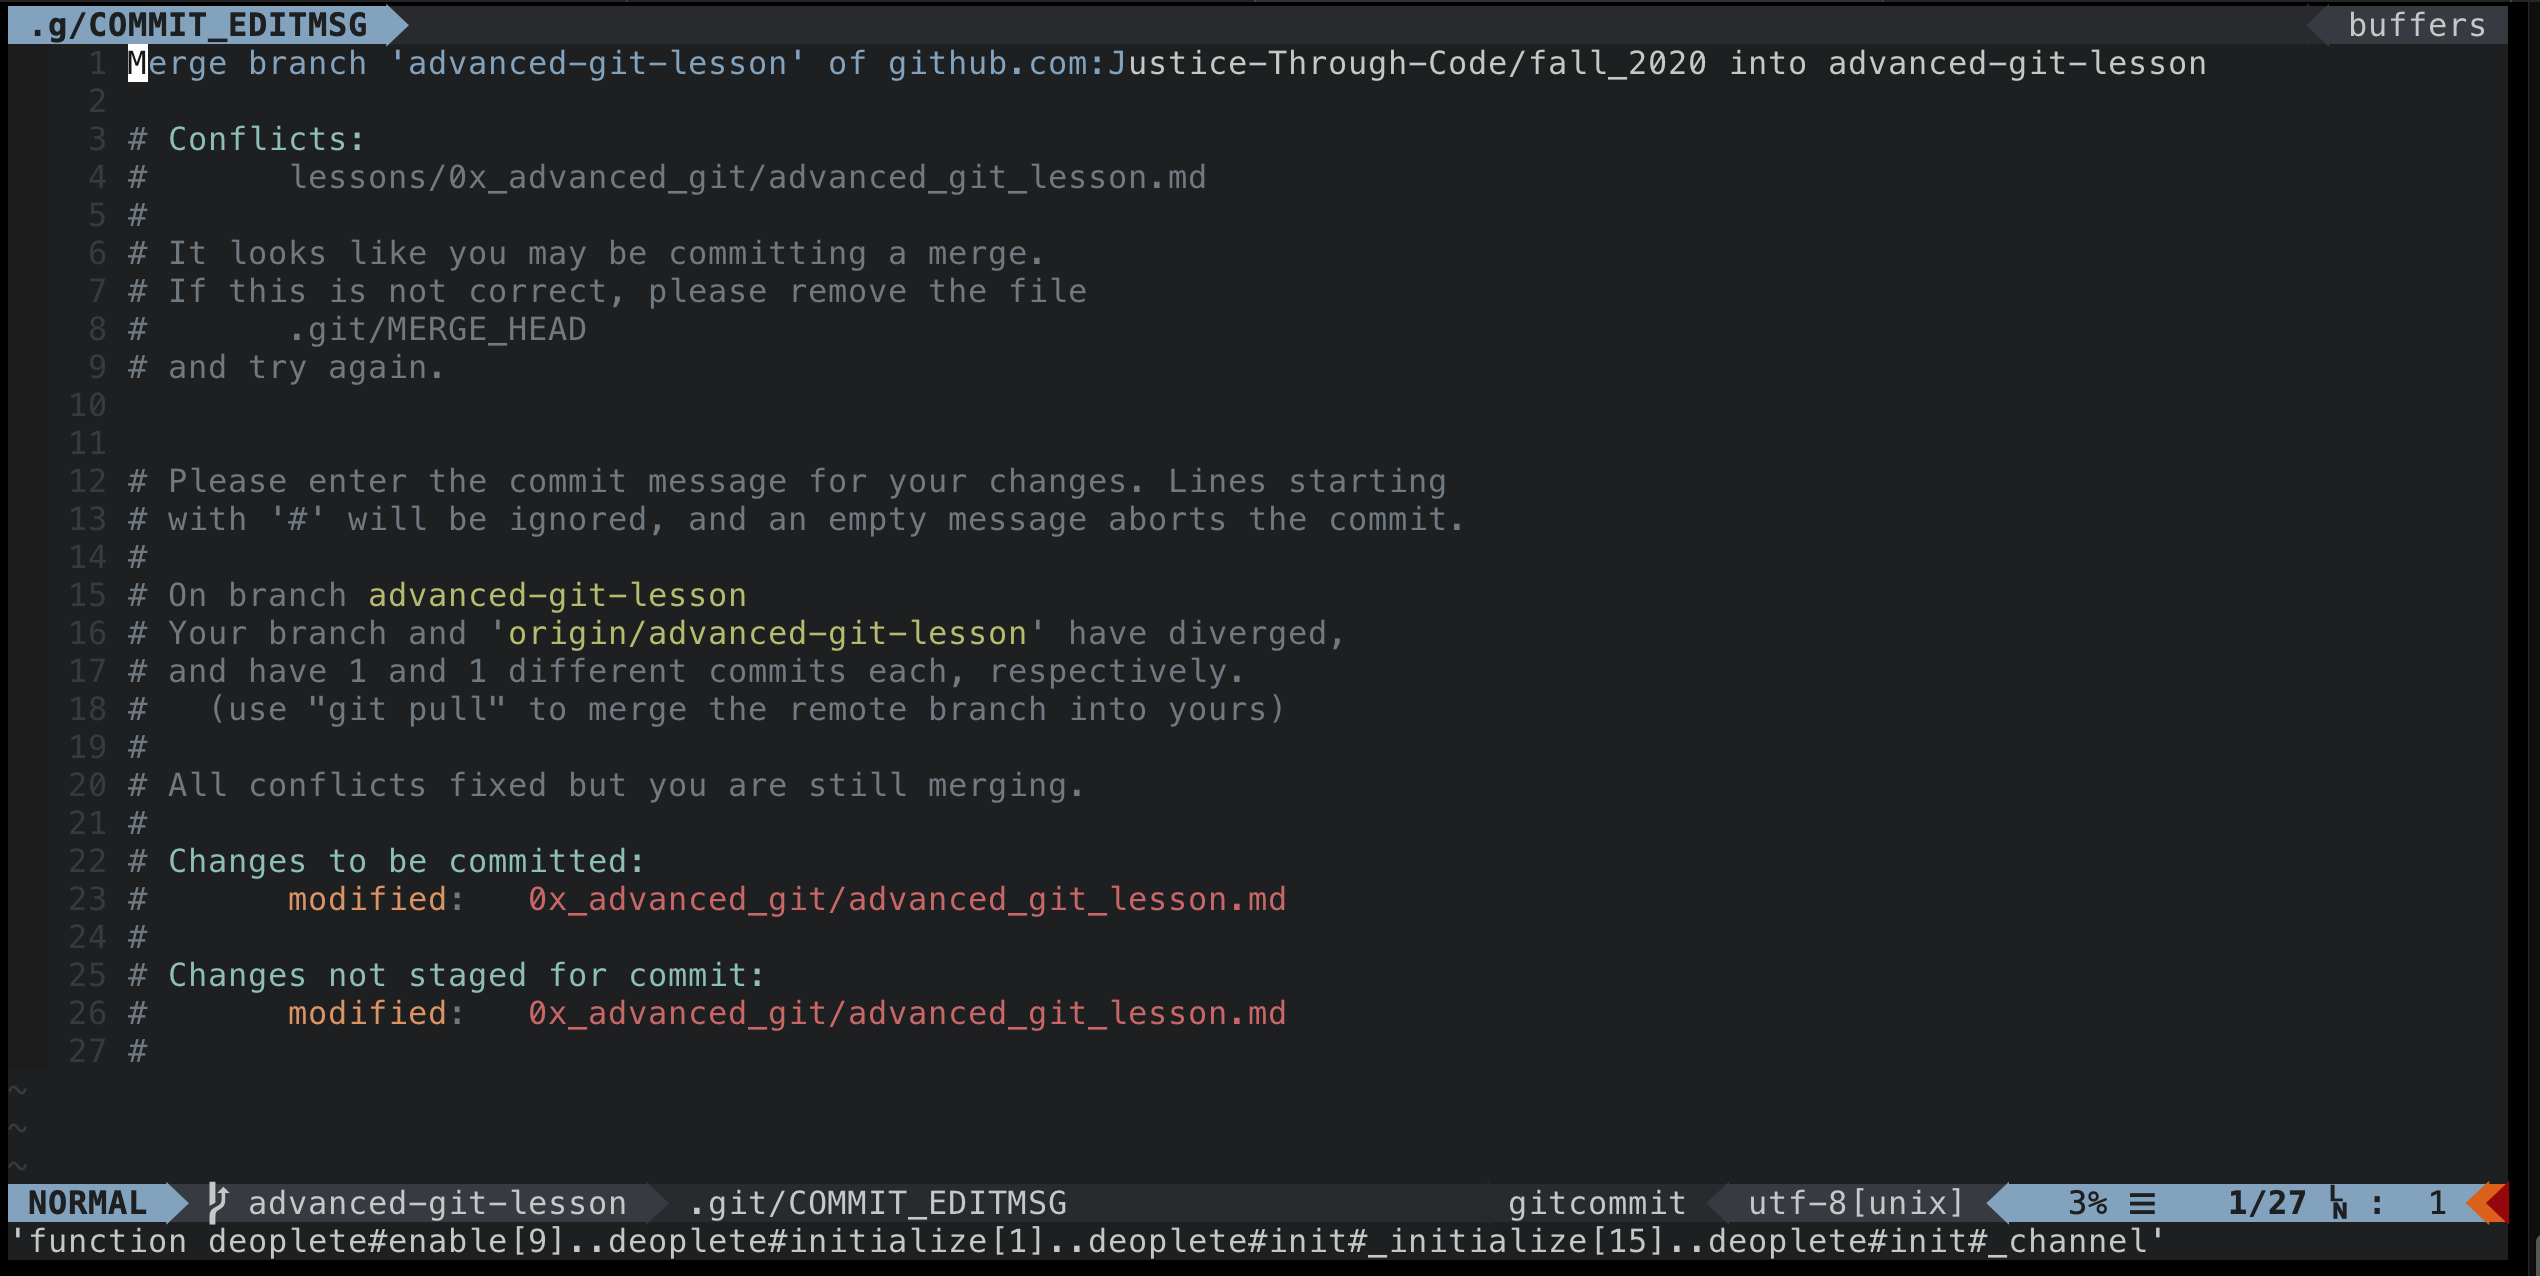 .g/COMMIT_EDITMSG buffers
1 Merge branch 'advanced-git-lesson' of github.com:Justice-Through-Code/fall_2020 into advanced-git-lesson
2
3 # Conflicts:
4 #       lessons/0x_advanced_git/advanced_git_lesson.md
5 #
6 # It looks like you may be committing a merge.
7 # If this is not correct, please remove the file
8 #       .git/MERGE_HEAD
9 # and try again.
10
11
12 # Please enter the commit message for your changes. Lines starting
13 # with '#' will be ignored, and an empty message aborts the commit.
14 #
15 # On branch advanced-git-lesson
16 # Your branch and 'origin/advanced-git-lesson' have diverged,
17 # and have 1 and 1 different commits each, respectively.
18 #   (use "git pull" to merge the remote branch into yours)
19 #
20 # All conflicts fixed but you are still merging.
21 #
22 # Changes to be committed:
23 #       modified:   0x_advanced_git/advanced_git_lesson.md
24 #
25 # Changes not staged for commit:
26 #       modified:   0x_advanced_git/advanced_git_lesson.md
27 #
~
~
~
NORMAL advanced-git-lesson .git/COMMIT_EDITMSG gitcommit utf-8[unix] 3% ☰ 1/27 ㏑ : 1
'function deoplete#enable[9]..deoplete#initialize[1]..deoplete#init#_initialize[15]..deoplete#init#_channel'